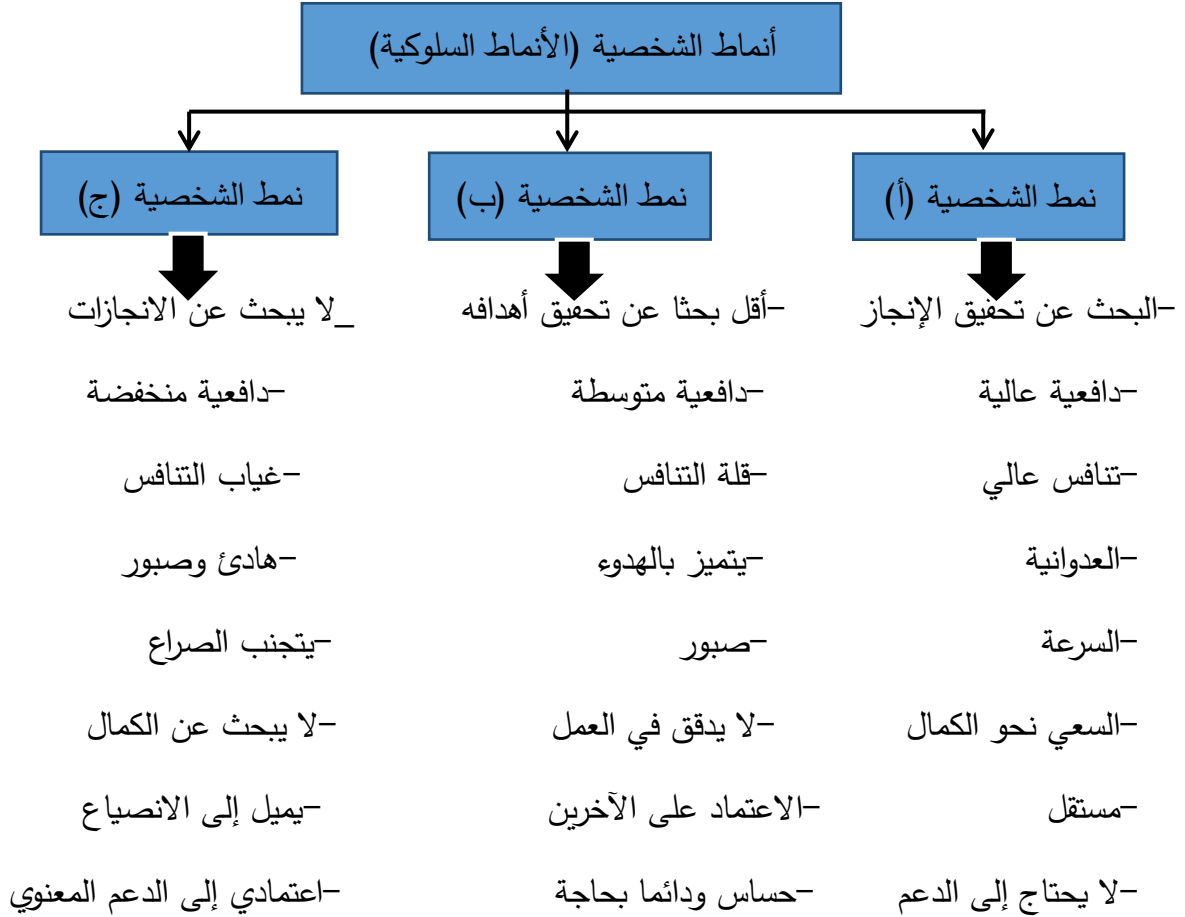 أنماط الشخصية (الأنماط السلوكية)
نمط الشخصية (أ)
نمط الشخصية (ب)
نمط الشخصية (ج)
-البحث عن تحقيق الإنجاز
-أقل بحثا عن تحقيق أهدافه
_لا يبحث عن الانجازات
-دافعية عالية
-دافعية متوسطة
-دافعية منخفضة
-تنافس عالي
-قلة التنافس
-غياب التنافس
-العدوانية
-يتميز بالهدوء
-هادئ وصبور
-السرعة
-صبور
-يتجنب الصراع
-السعي نحو الكمال
-لا يدقق في العمل
-لا يبحث عن الكمال
-مستقل
-الاعتماد على الآخرين
-يميل إلى الانصياع
-لا يحتاج إلى الدعم
-حساس ودائما بحاجة
-اعتمادي إلى الدعم المعنوي